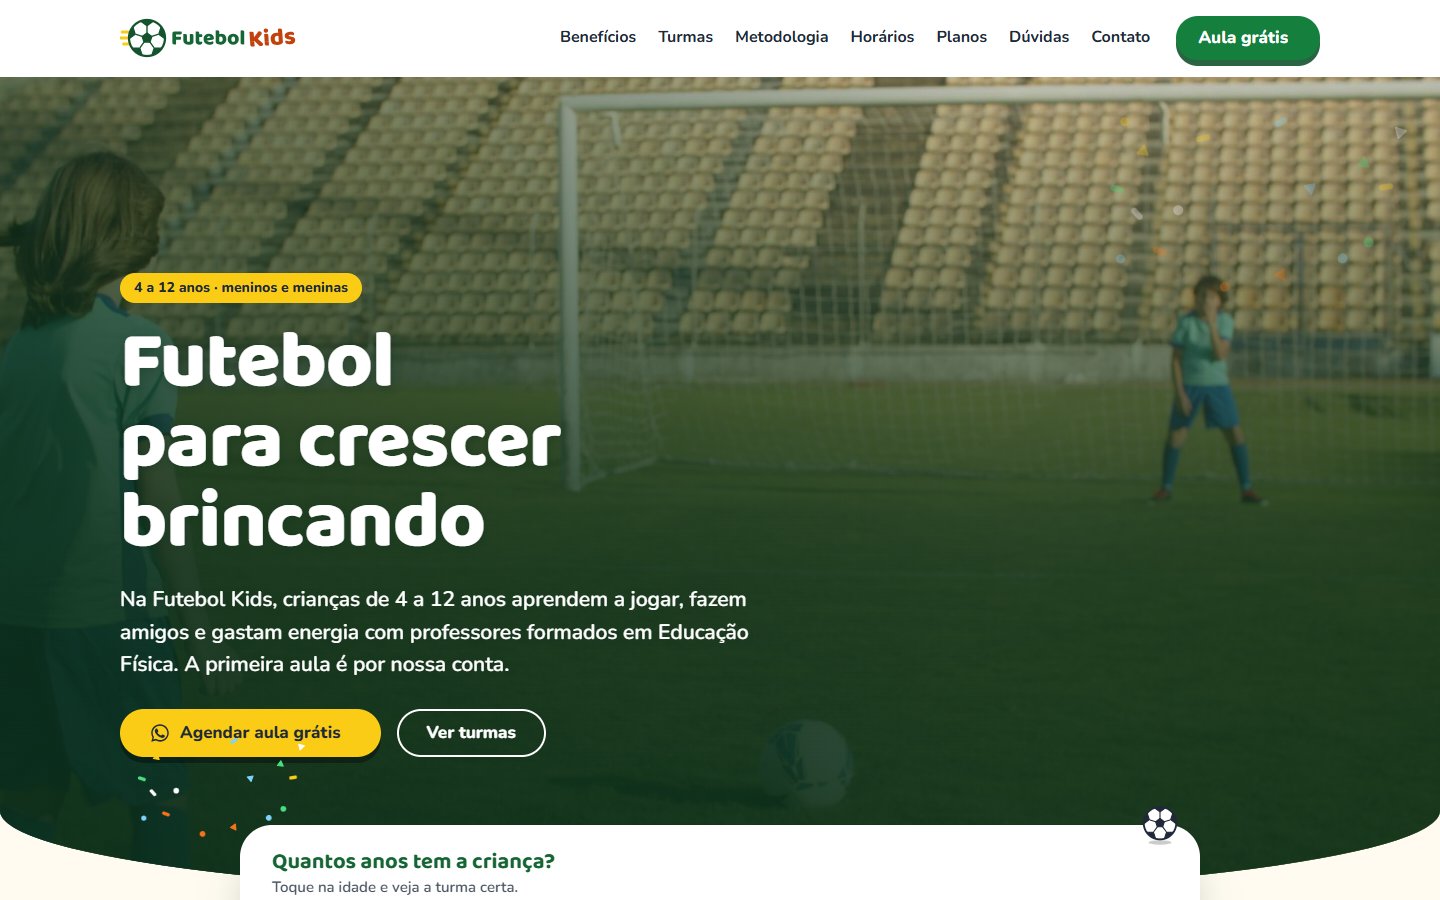 Futebol Kids
Benefícios
Turmas
Metodologia
Horários
Planos
Dúvidas
Contato
Aula grátis
4 a 12 anos · meninos e meninas
Futebol
para crescer
brincando
Na Futebol Kids, crianças de 4 a 12 anos aprendem a jogar, fazem
amigos e gastam energia com professores formados em Educação
Física. A primeira aula é por nossa conta.
Agendar aula grátis
Ver turmas
Quantos anos tem a criança?
Toque na idade e veja a turma certa.